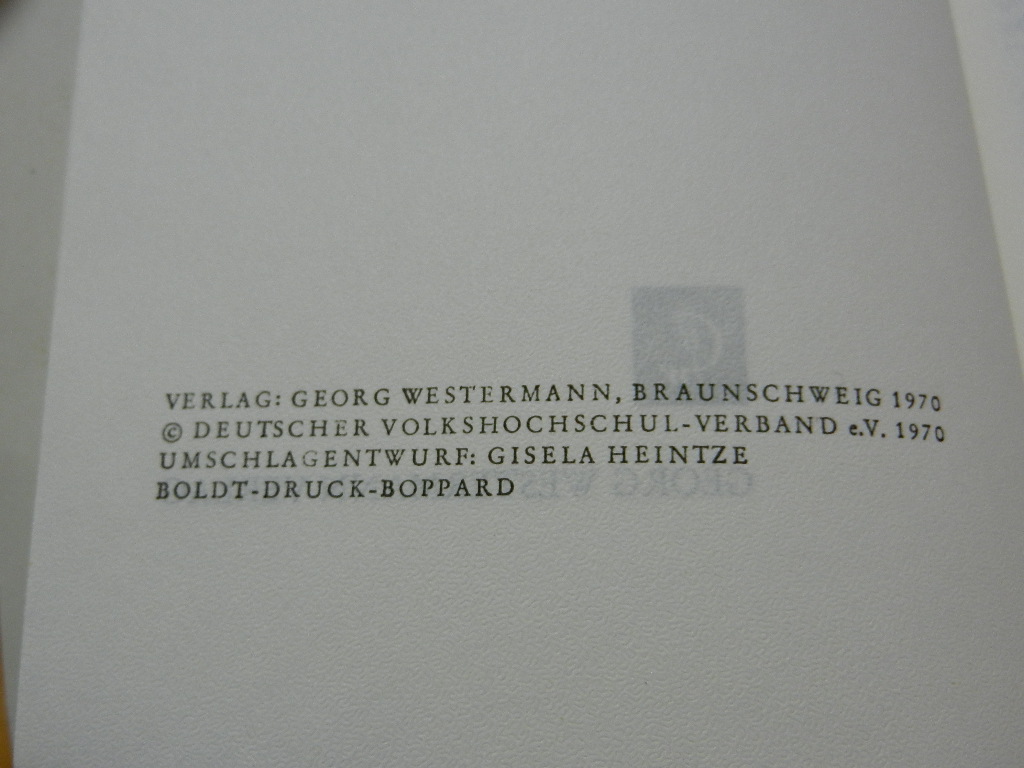 VERLAG: GEORG WESTERMANN, BRAUNSCHWEIG 1970
© DEUTSCHER VOLKSHOCHSCHUL-VERBAND e.V. 1970
UMSCHLAGENTWURF: GISELA HEINTZE
BOLDT-DRUCK-BOPPARD